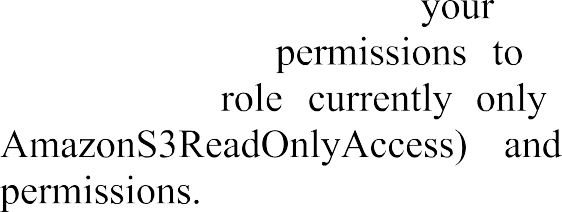 your
permissions to
role currently only
AmazonS3ReadOnlyAccess) and
permissions.